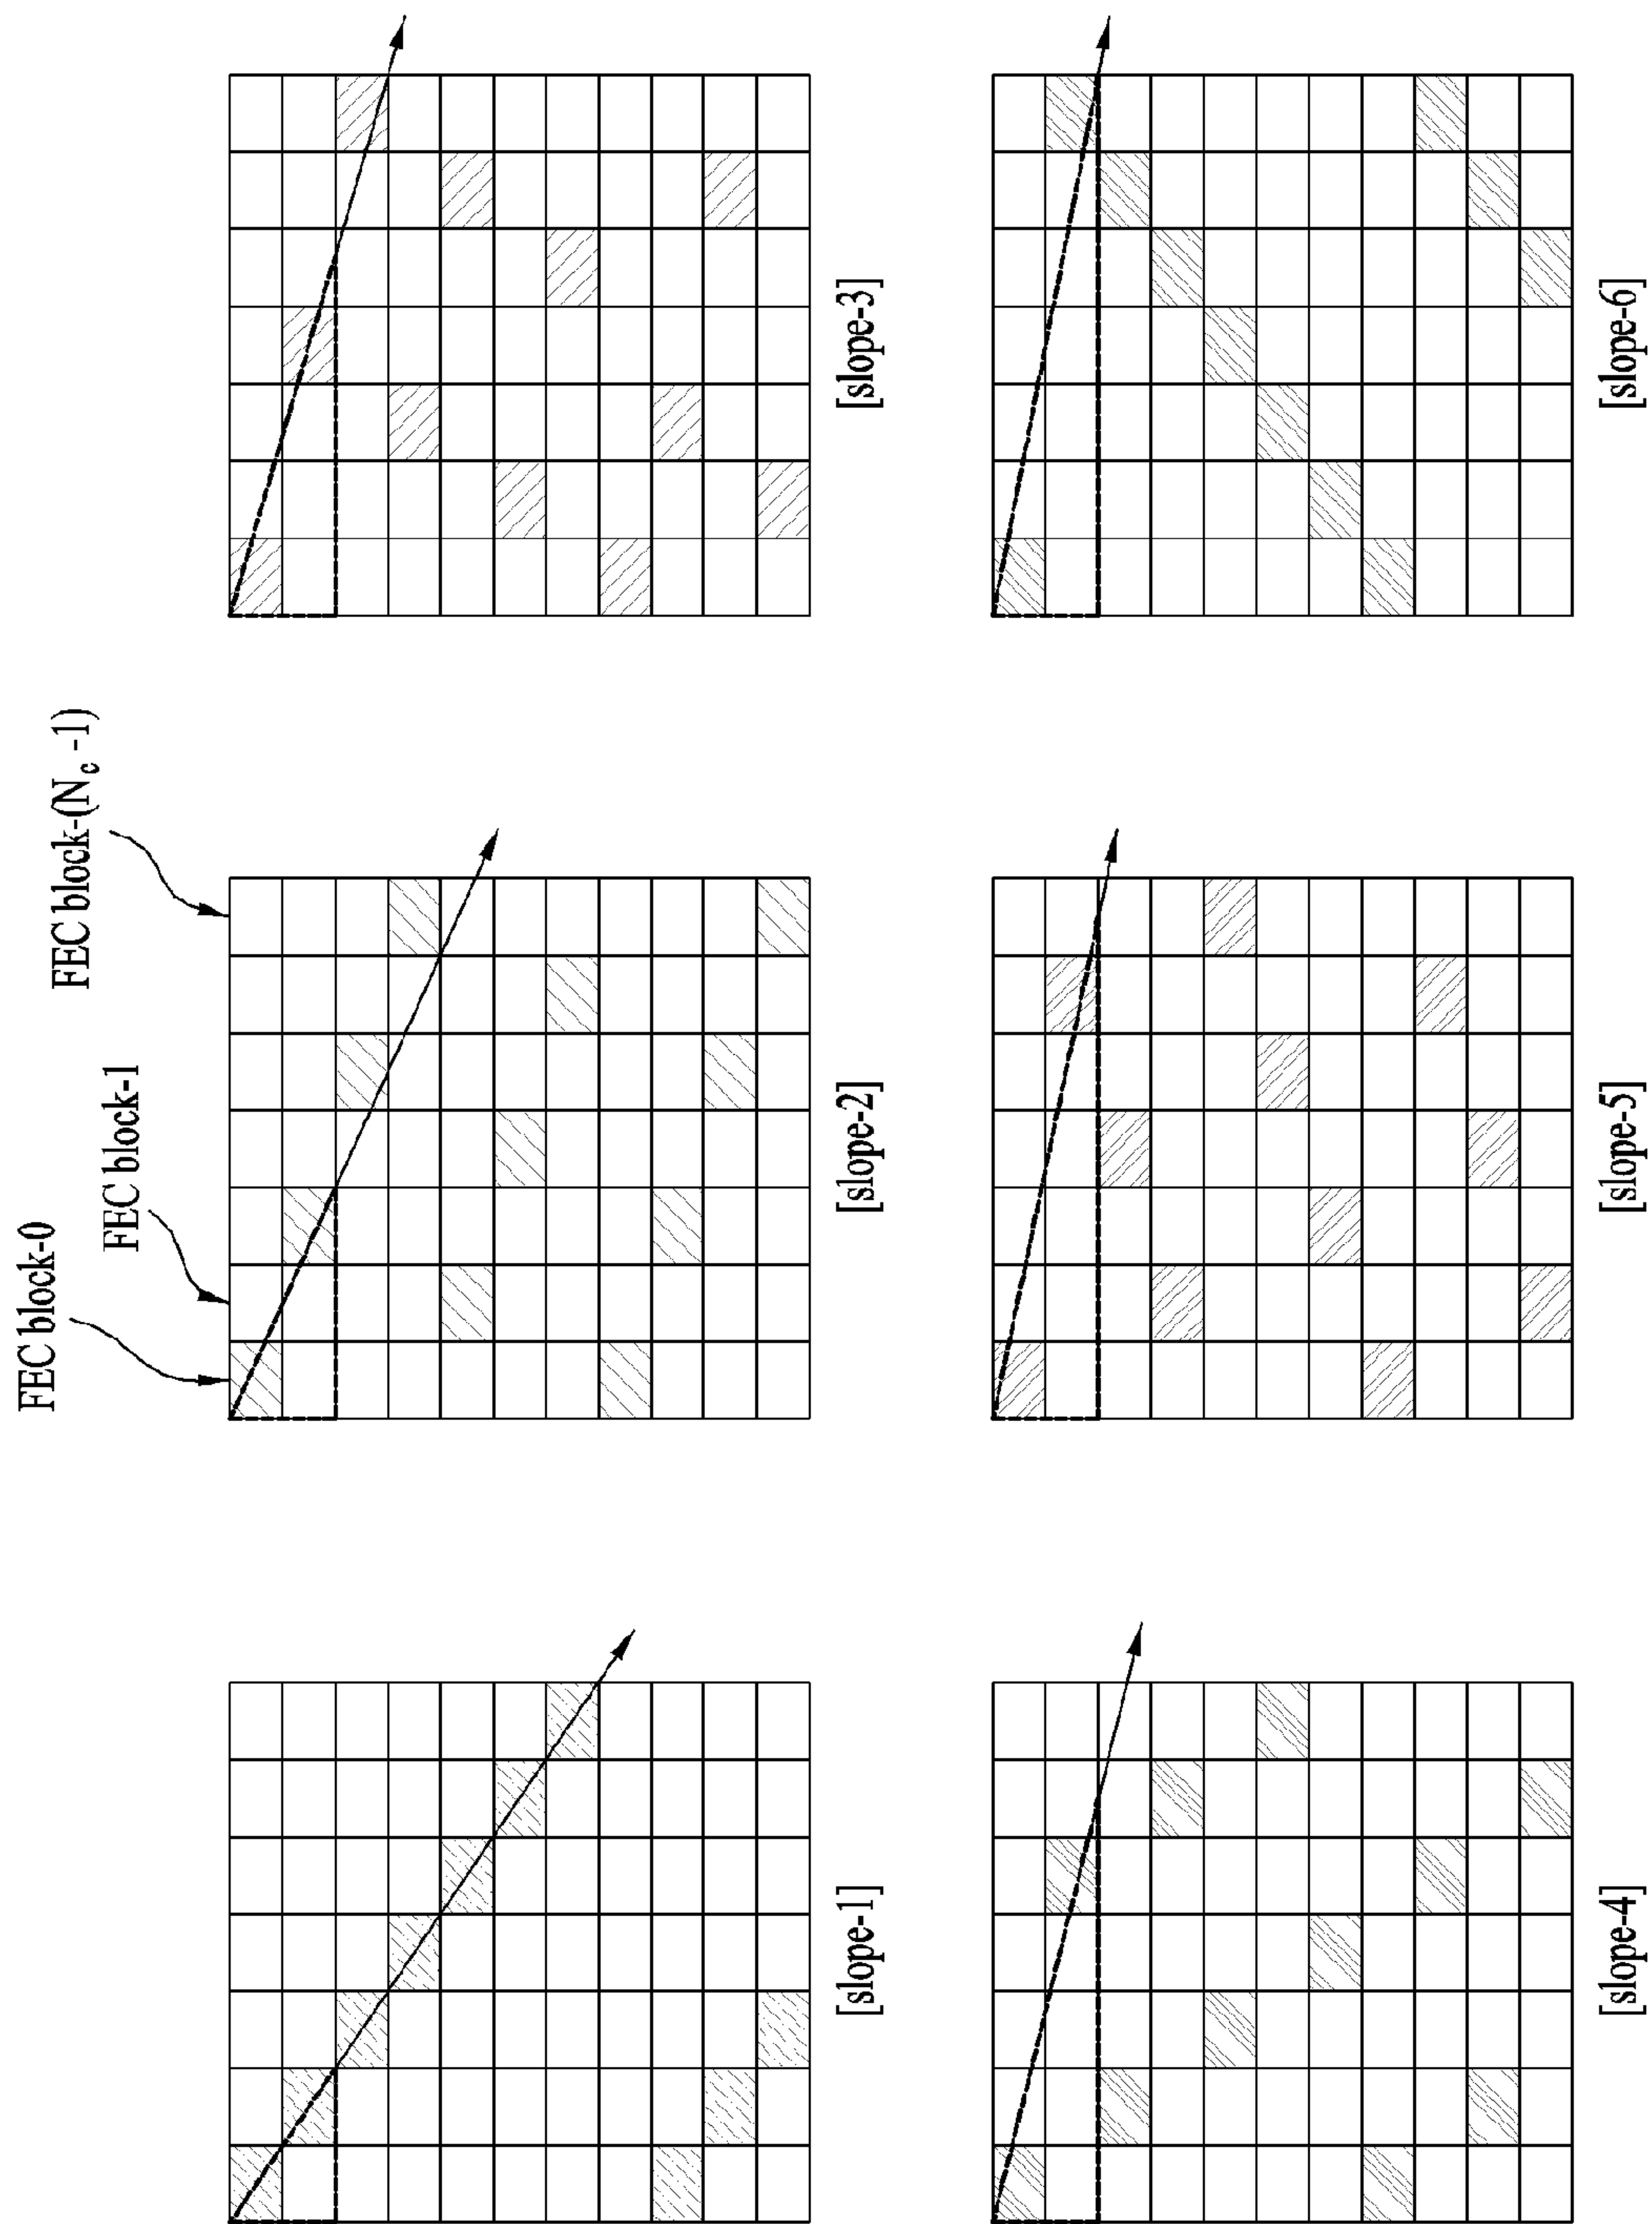 FEC block-0
FEC block-1
FEC block-(Nc -1)
[slope-1]
[slope-2]
[slope-3]
[slope-4]
[slope-5]
[slope-6]